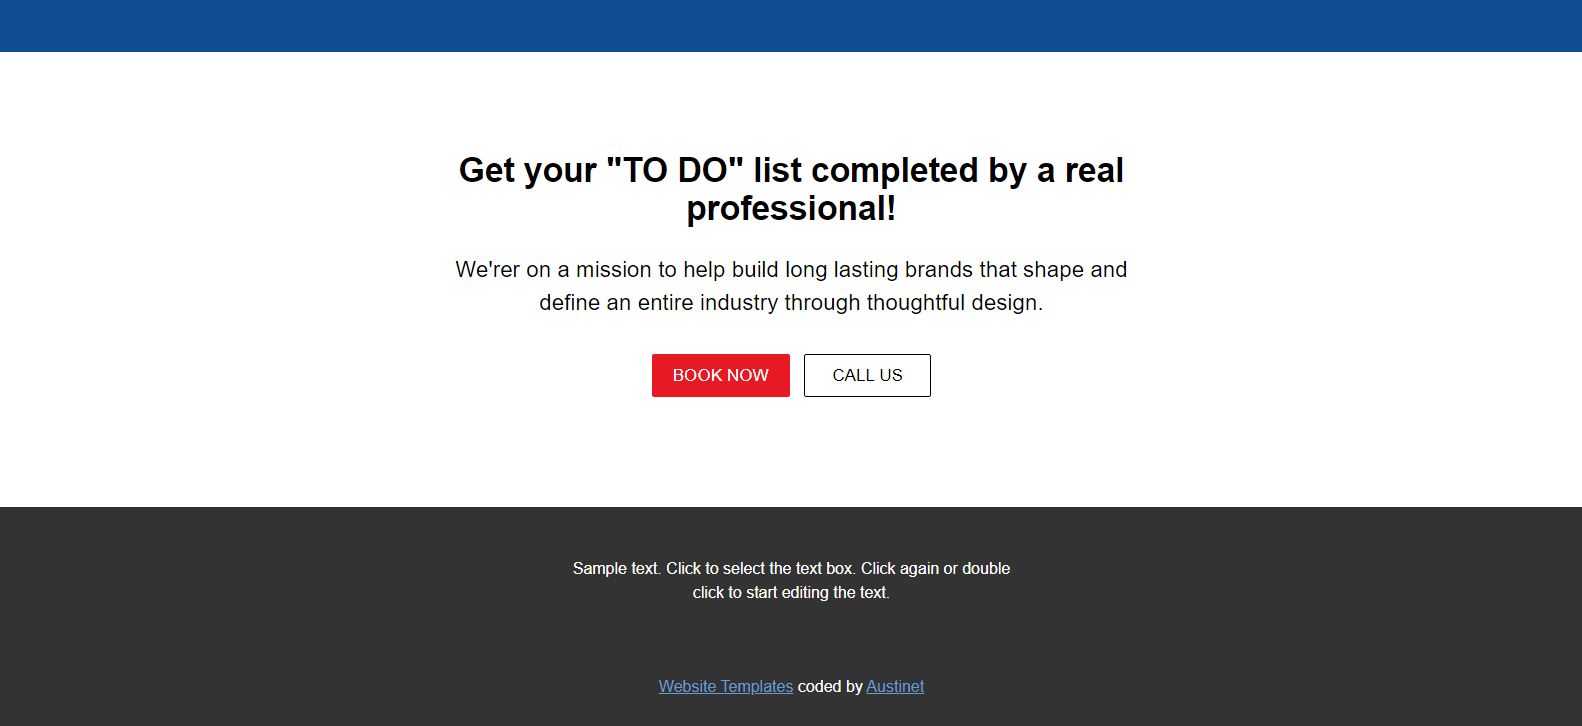 Get your "TO DO" list completed by a real
professional!
We'rer on a mission to help build long lasting brands that shape and
define an entire industry through thoughtful design.
BOOK NOW
CALL US
Sample text. Click to select the text box. Click again or double
click to start editing the text.
Website Templates coded by Austinet